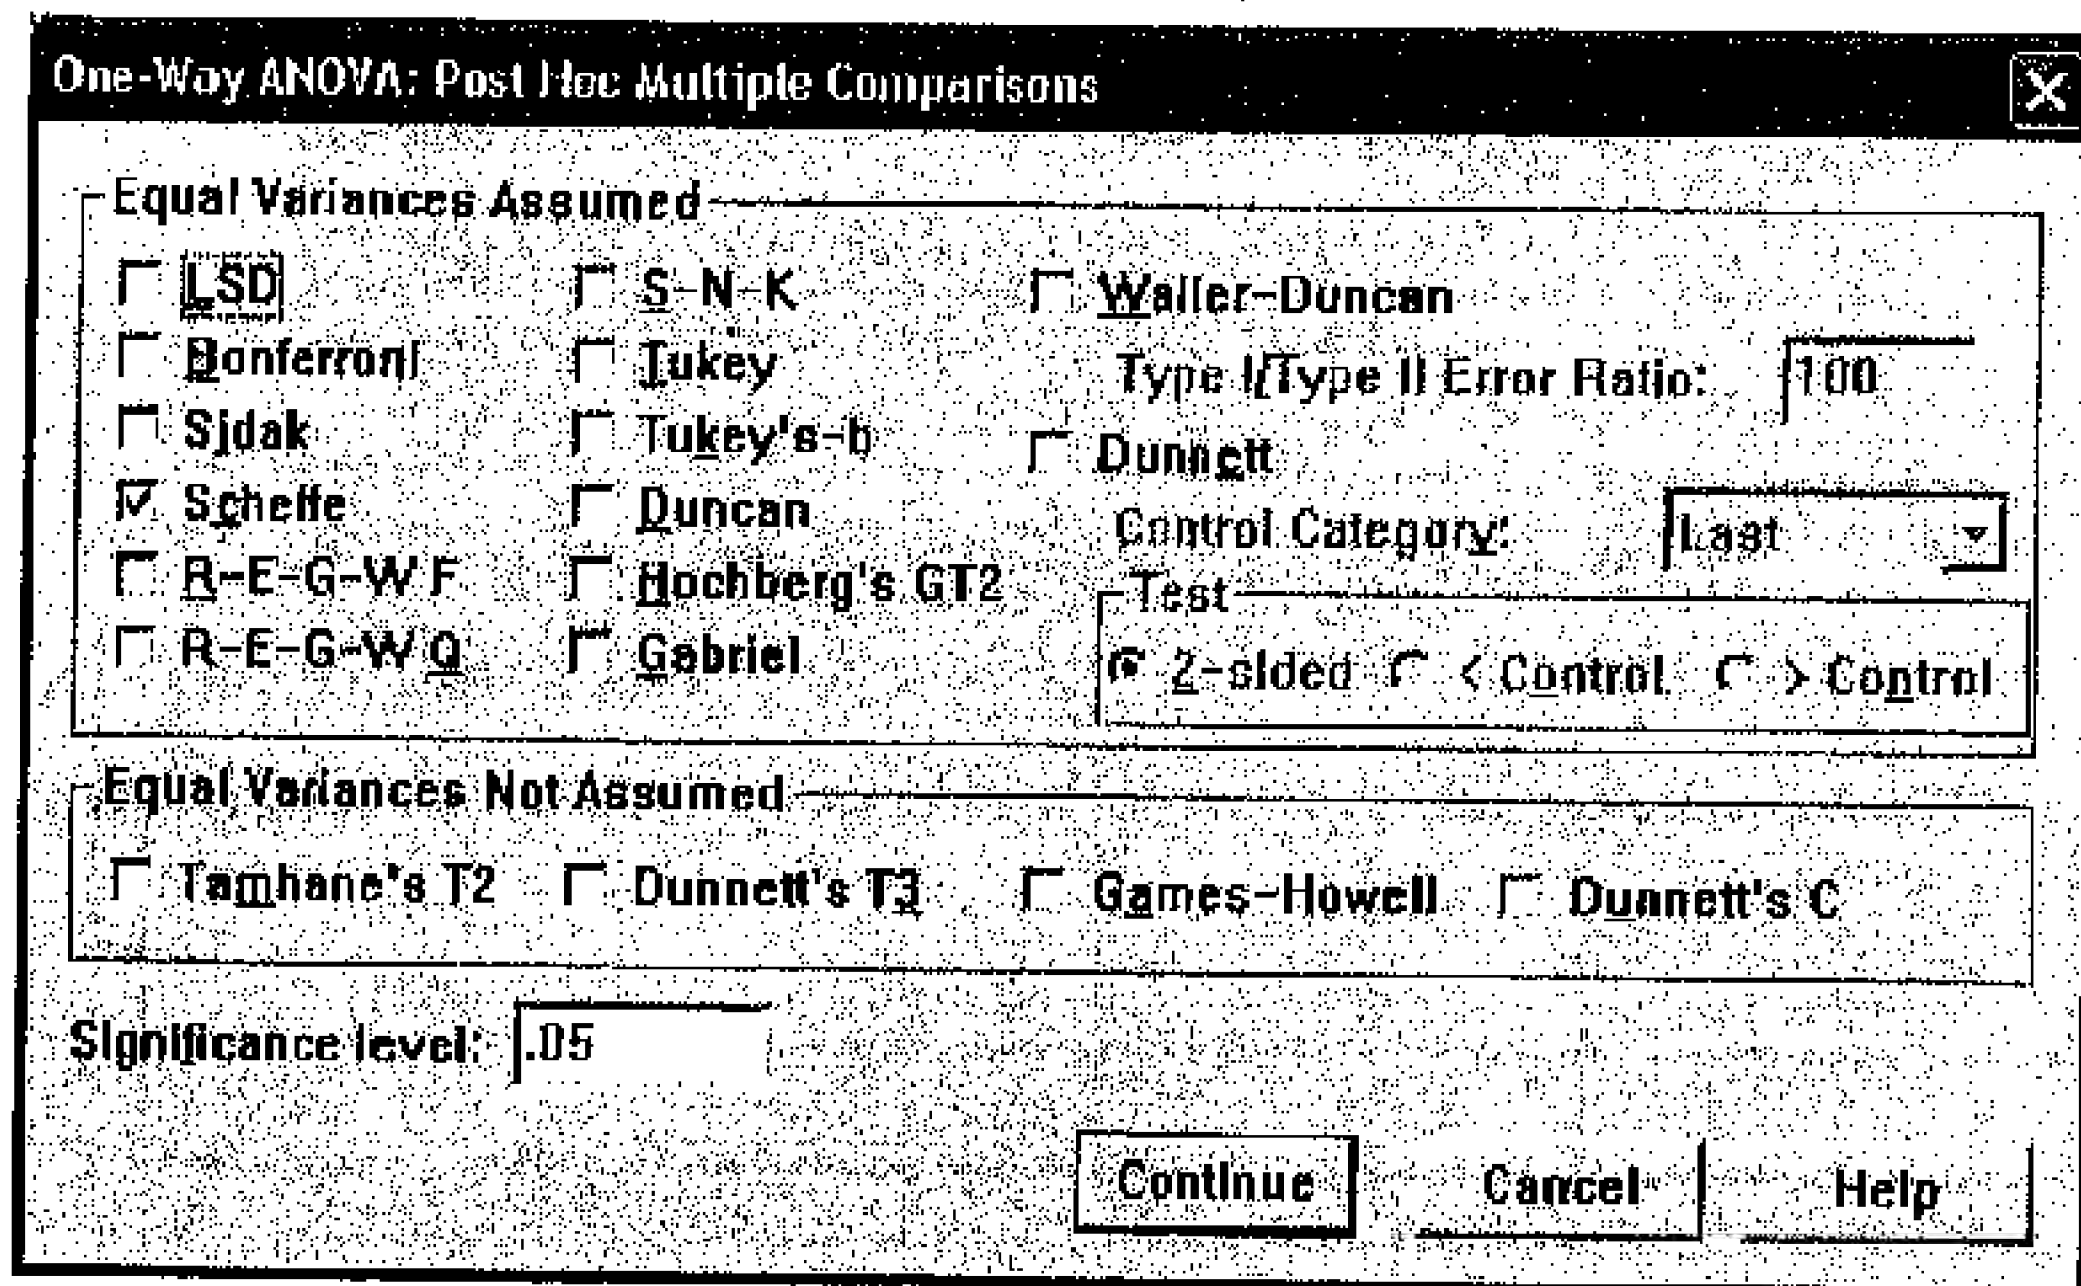 One-Way ANOVA: Post Hoc Multiple Comparisons
Equal Variances Assumed
LSD S-N-K Waller-Duncan
Bonferroni Tukey Type I/Type II Error Ratio: 100
Sidak Tukey's-b Dunnett
Scheffe Duncan Control Category: Last
R-E-G-W F Hochberg's GT2 Test
R-E-G-W Q Gabriel 2-sided < Control > Control
Equal Variances Not Assumed
Tamhane's T2 Dunnett's T3 Games-Howell Dunnett's C
Significance level: .05
Continue Cancel Help